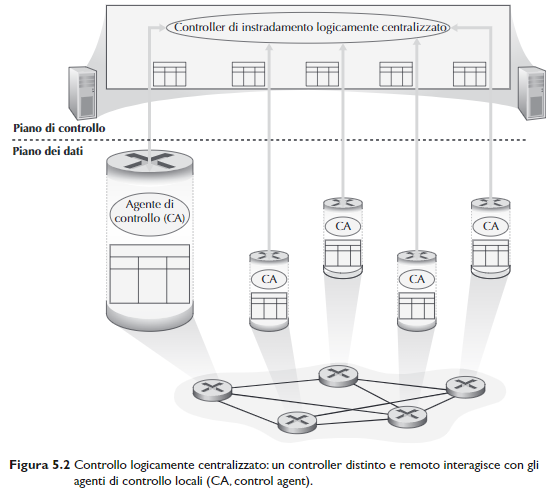 Controller di instradamento logicamente centralizzato
Piano di controllo
Piano dei dati
Agente di
controllo (CA)
CA
CA
CA
CA
Figura 5.2 Controllo logicamente centralizzato: un controller distinto e remoto interagisce con gli
agenti di controllo locali (CA, control agent).